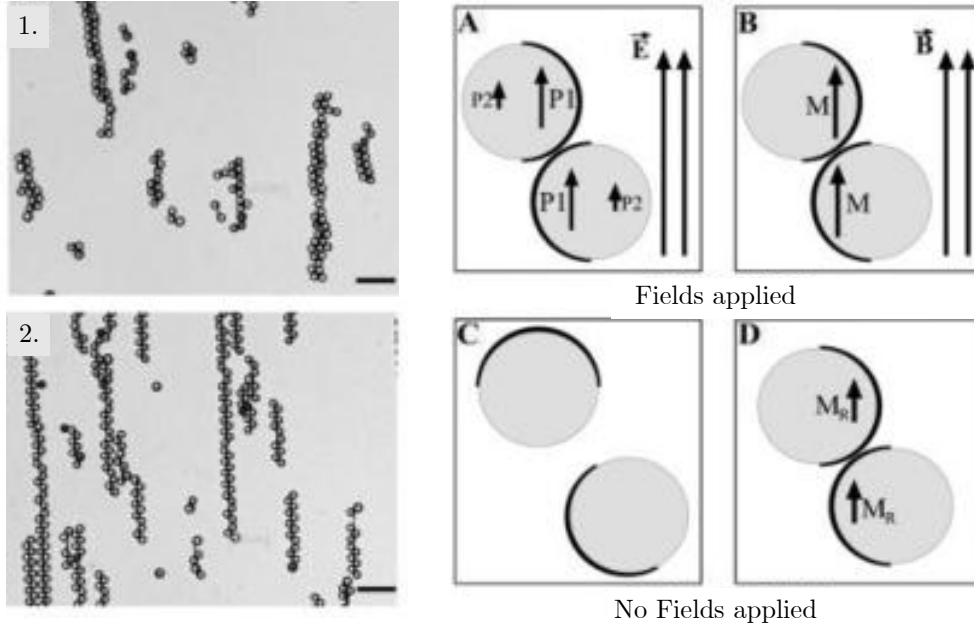 1.
2.
A
E
P2
P1
P1
P2
B
B
M
M
Fields applied
C
D
M_R
M_R
No Fields applied